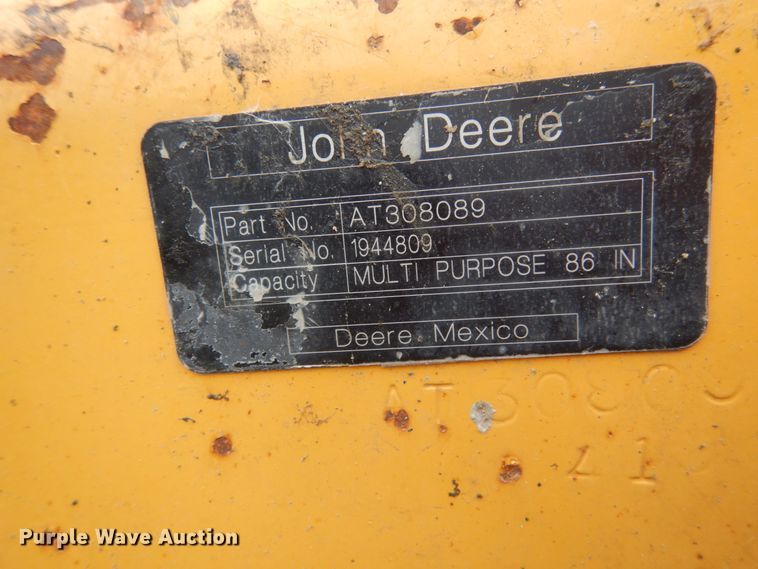 John Deere
Part No. AT308089
Serial No. 1944809
Capacity MULTI PURPOSE 86 IN
Deere Mexico
Purple Wave Auction